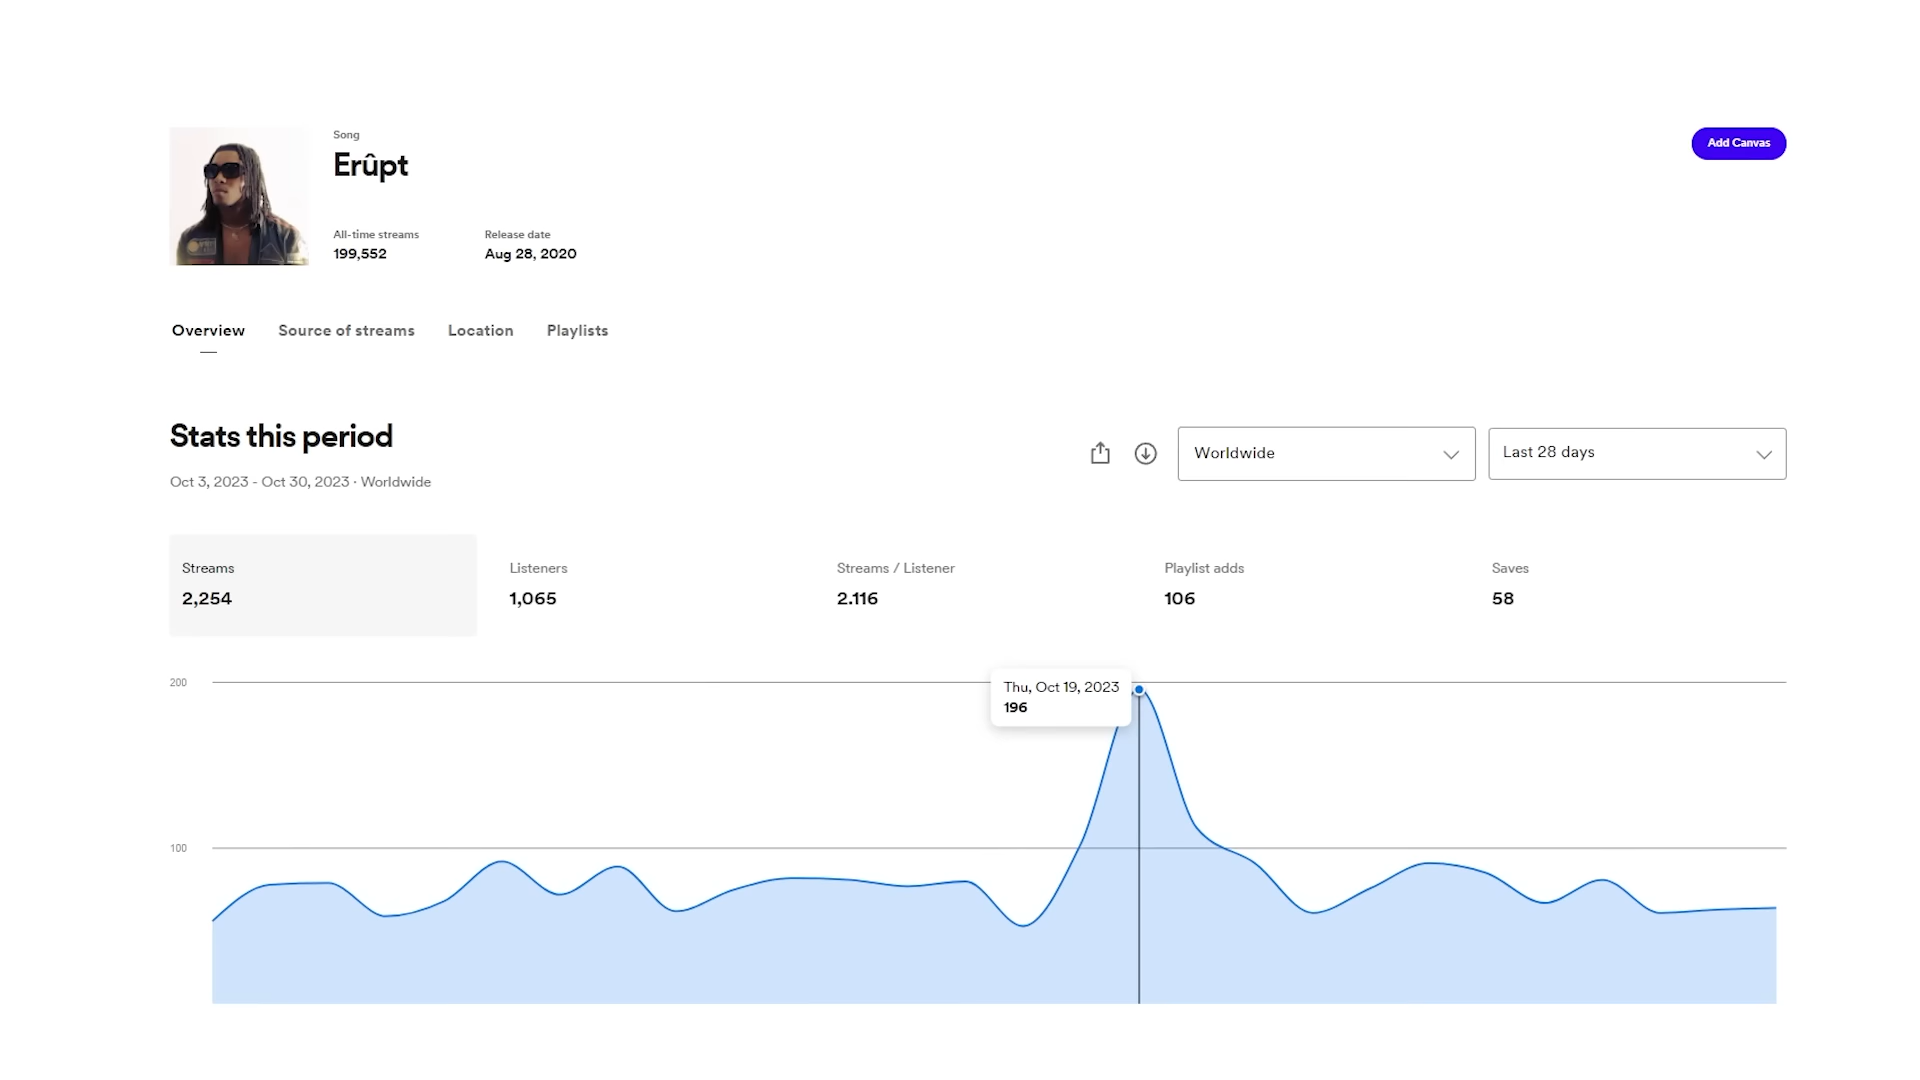 Song
Erûpt
Add Canvas
All-time streams
199,552
Release date
Aug 28, 2020
Overview
Source of streams
Location
Playlists
Stats this period
Worldwide
Last 28 days
Oct 3, 2023 - Oct 30, 2023 · Worldwide
Streams
2,254
Listeners
1,065
Streams / Listener
2.116
Playlist adds
106
Saves
58
200
Thu, Oct 19, 2023
196
100